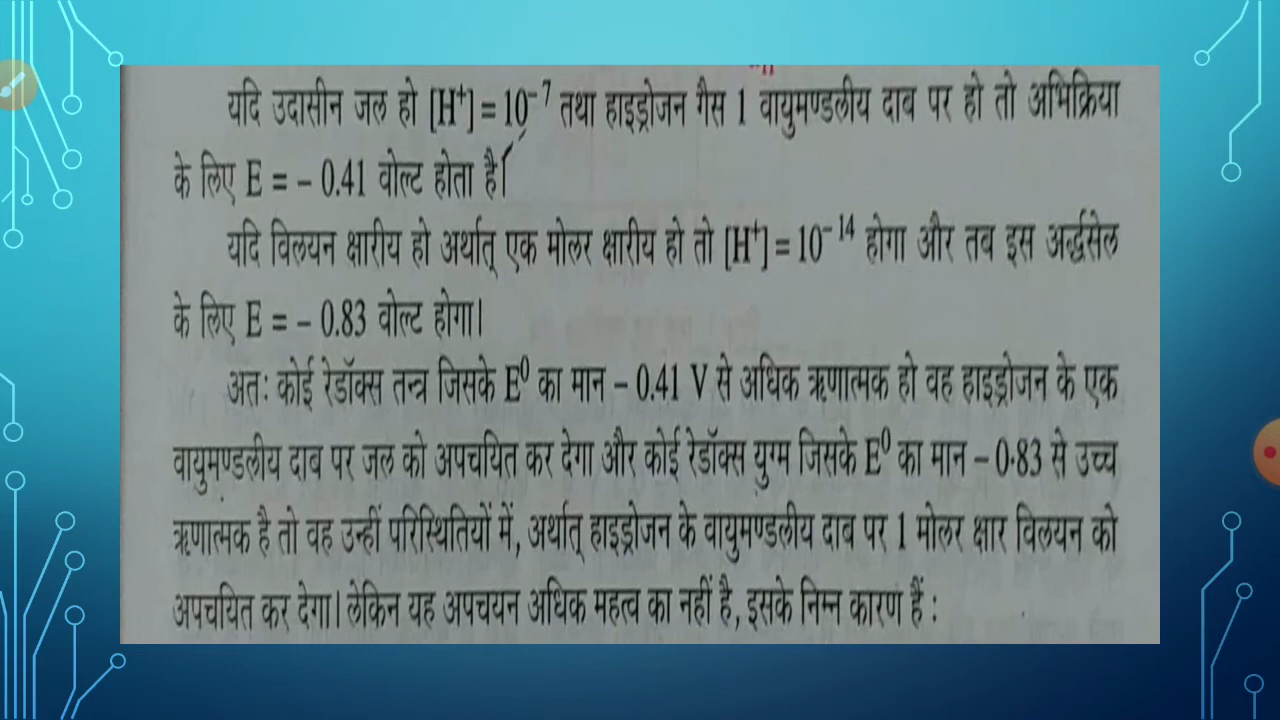 यदि उदासीन जल हो [H⁺] = 10⁻⁷ तथा हाइड्रोजन गैस 1 वायुमण्डलीय दाब पर हो तो अभिक्रिया
के लिए E = – 0.41 वोल्ट होता है।
यदि विलयन क्षारीय हो अर्थात् एक मोलर क्षारीय हो तो [H⁺] = 10⁻¹⁴ होगा और तब इस अर्द्धसेल
के लिए E = – 0.83 वोल्ट होगा।
अतः कोई रेडॉक्स तन्त्र जिसके E⁰ का मान – 0.41 V से अधिक ऋणात्मक हो वह हाइड्रोजन के एक
वायुमण्डलीय दाब पर जल को अपचयित कर देगा और कोई रेडॉक्स युग्म जिसके E⁰ का मान – 0·83 से उच्च
ऋणात्मक है तो वह उन्हीं परिस्थितियों में, अर्थात् हाइड्रोजन के वायुमण्डलीय दाब पर 1 मोलर क्षार विलयन को
अपचयित कर देगा। लेकिन यह अपचयन अधिक महत्व का नहीं है, इसके निम्न कारण हैं :